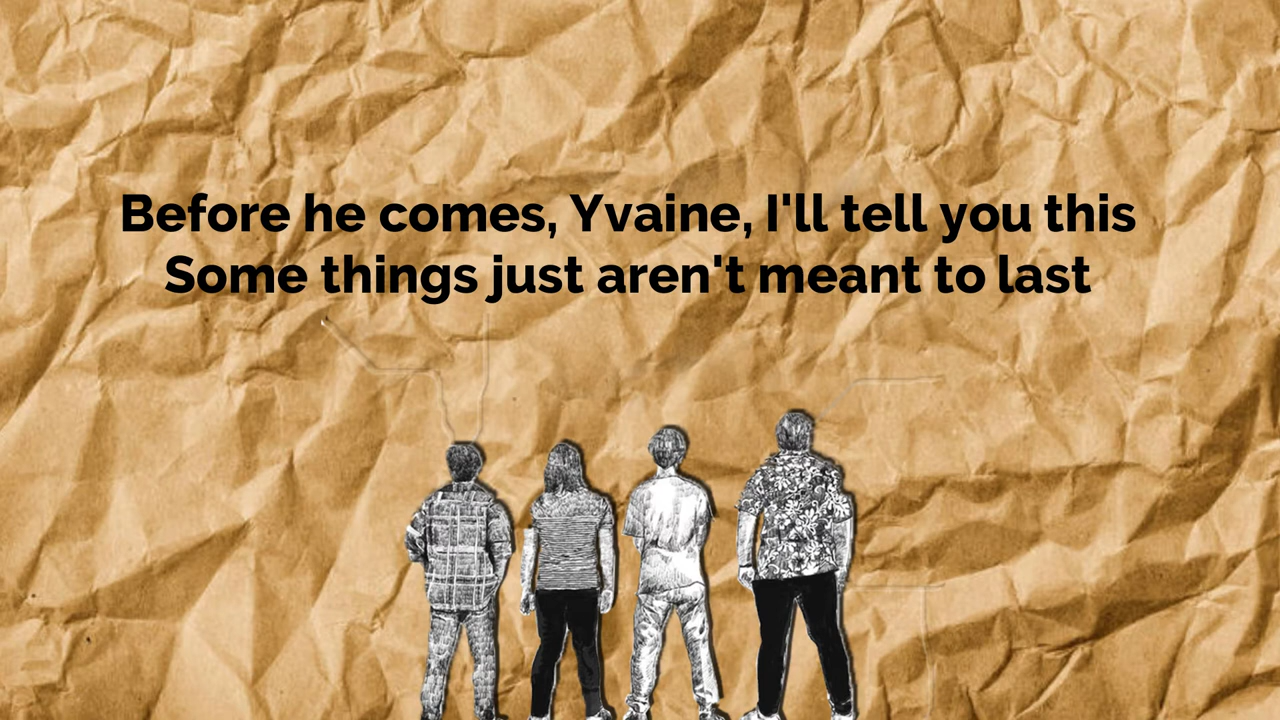 Before he comes, Yvaine, I'll tell you this
Some things just aren't meant to last